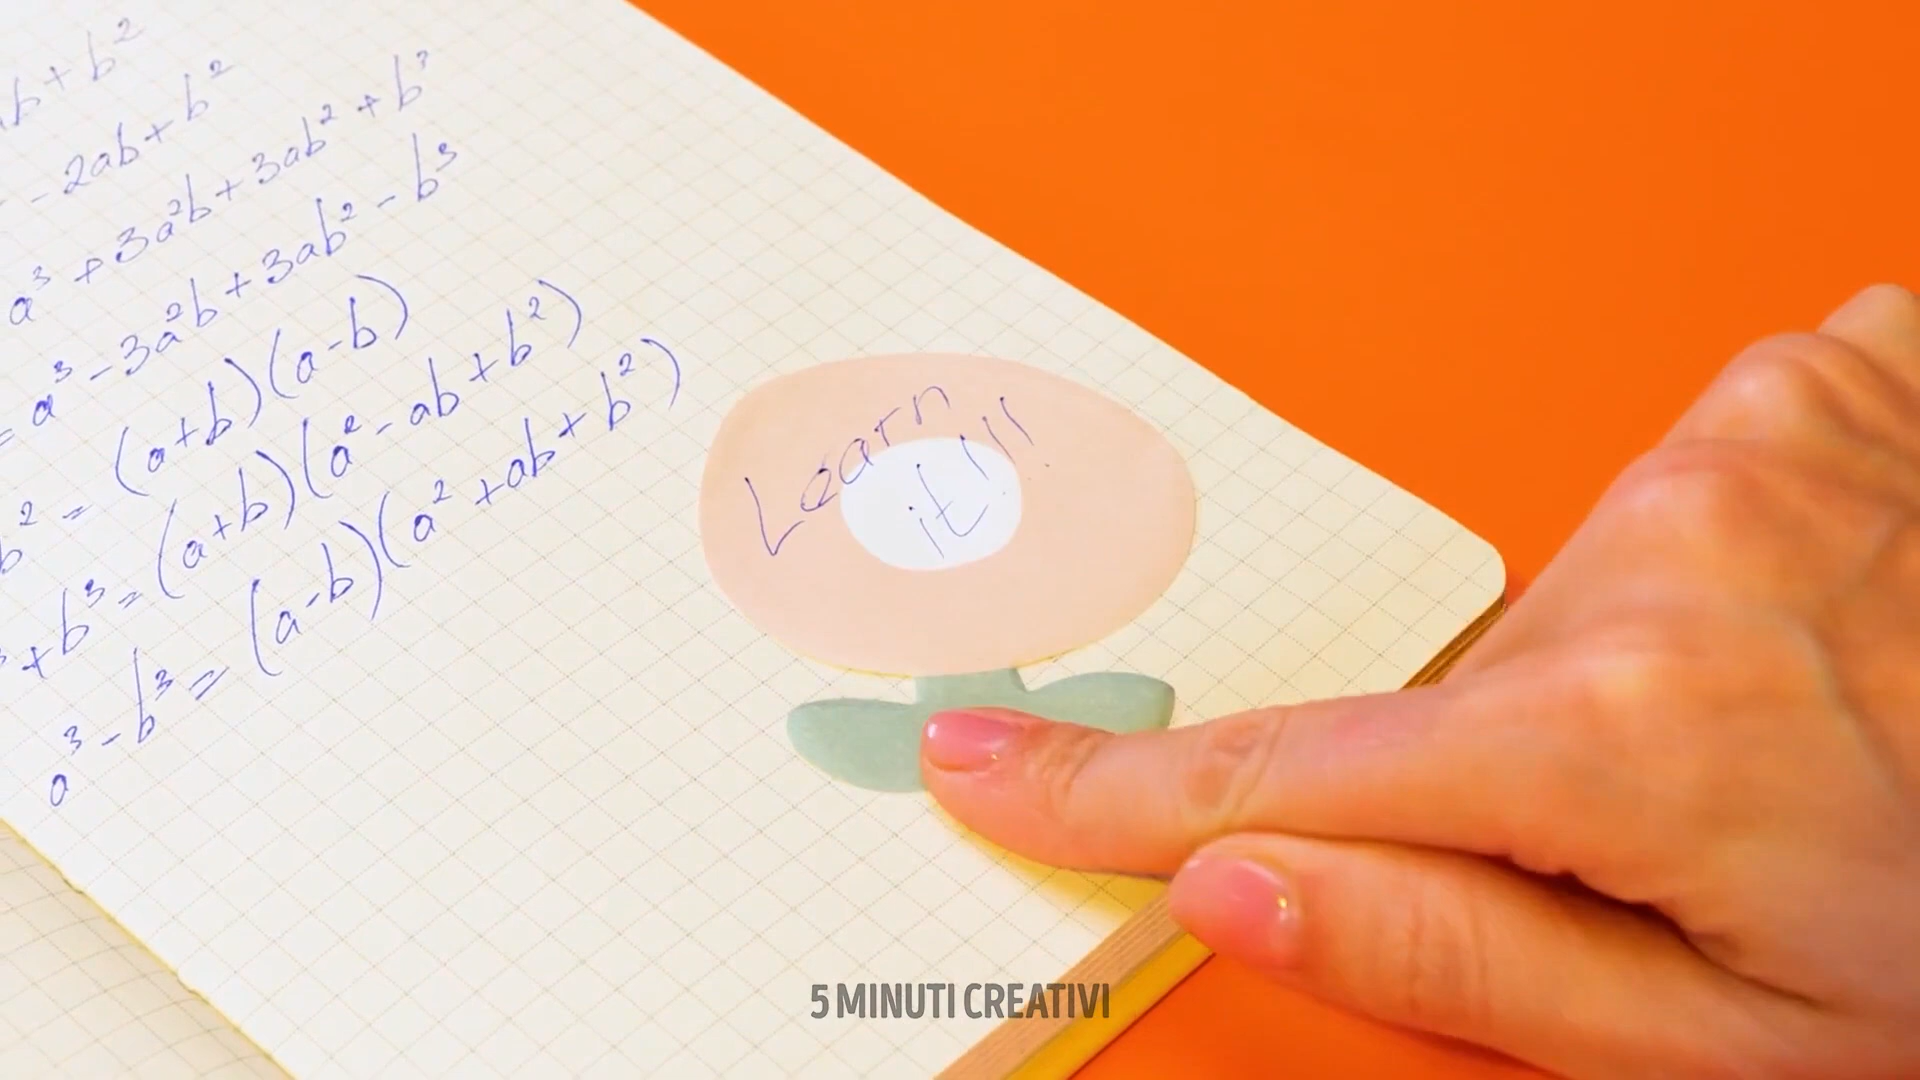 b + b²
- 2ab + b²
a³ + 3a²b + 3ab² + b³
= a³ - 3a²b + 3ab² - b³
b² = (a+b)(a-b)
³ + b³ = (a+b)(a² - ab + b²)
a³ - b³ = (a-b)(a² + ab + b²)
Learn
it!!!
5 MINUTI CREATIVI